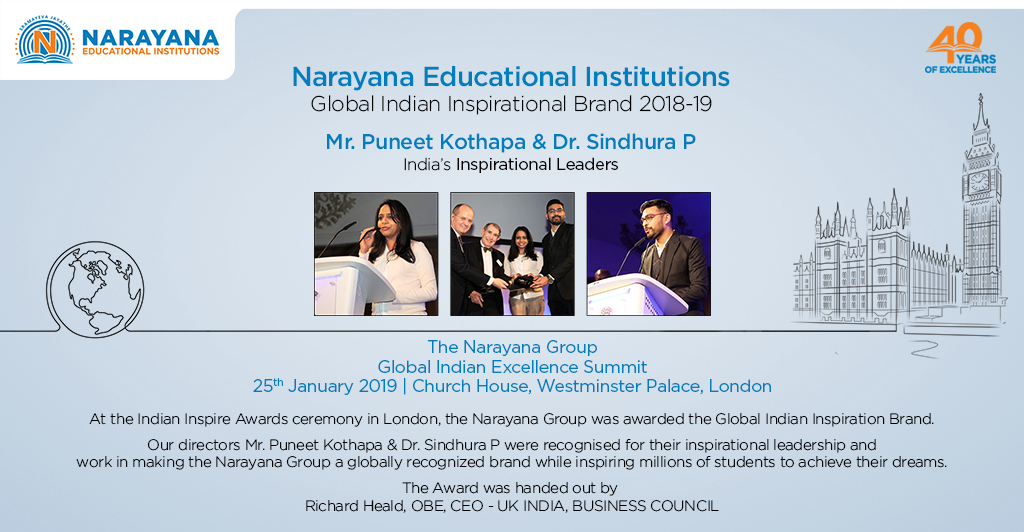 SRAMAYEVA JAYATHE
N
NARAYANA
EDUCATIONAL INSTITUTIONS
40
YEARS
OF EXCELLENCE
Narayana Educational Institutions
Global Indian Inspirational Brand 2018-19
Mr. Puneet Kothapa & Dr. Sindhura P
India's Inspirational Leaders
The Narayana Group
Global Indian Excellence Summit
25th January 2019 | Church House, Westminster Palace, London
At the Indian Inspire Awards ceremony in London, the Narayana Group was awarded the Global Indian Inspiration Brand.
Our directors Mr. Puneet Kothapa & Dr. Sindhura P were recognised for their inspirational leadership and
work in making the Narayana Group a globally recognized brand while inspiring millions of students to achieve their dreams.
The Award was handed out by
Richard Heald, OBE, CEO - UK INDIA, BUSINESS COUNCIL